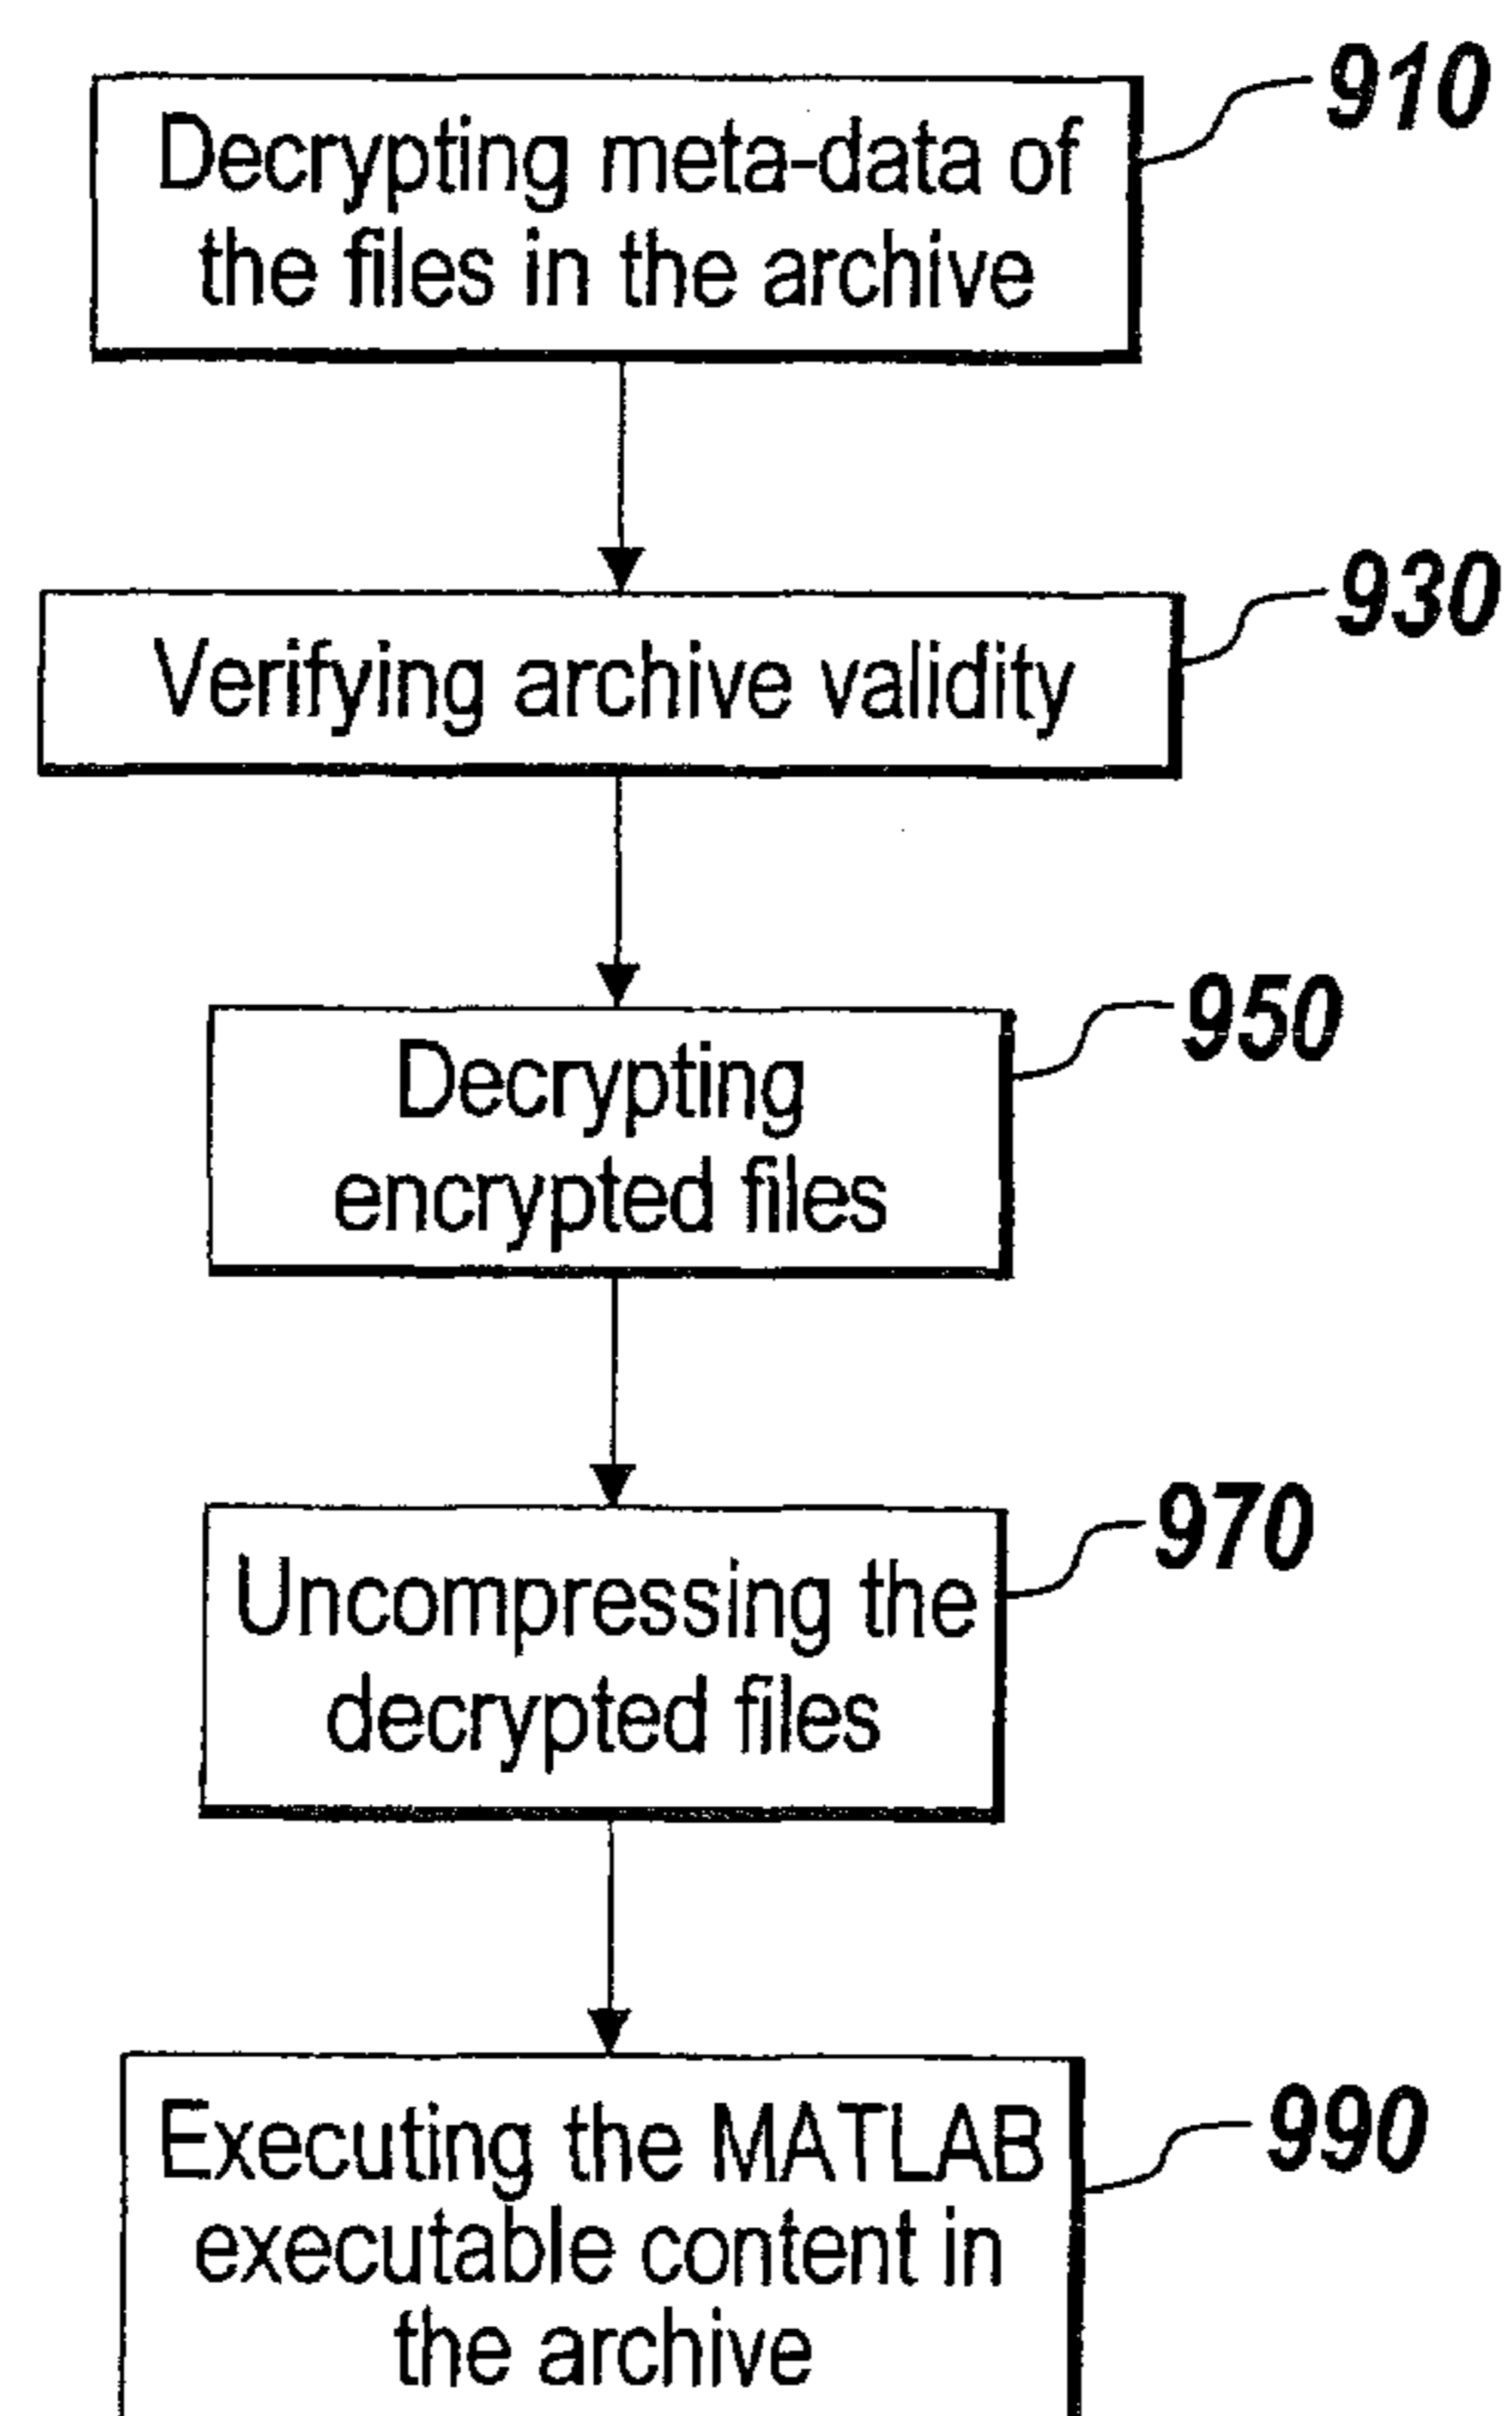 Decrypting meta-data of
the files in the archive
910
Verifying archive validity
930
Decrypting
encrypted files
950
Uncompressing the
decrypted files
970
Executing the MATLAB
executable content in
the archive
990